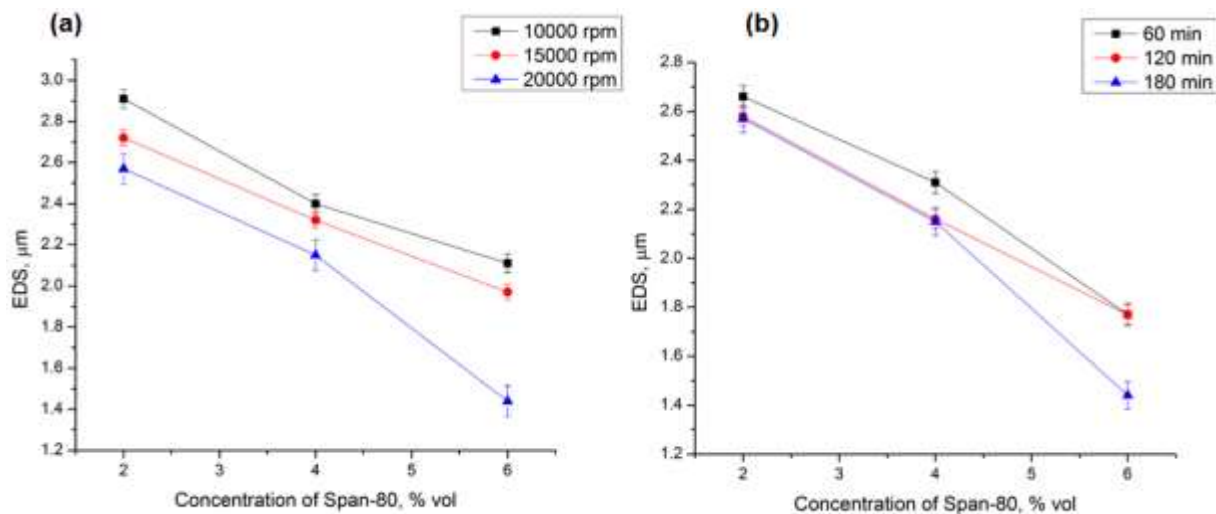 (a)
10000 rpm
15000 rpm
20000 rpm
3.0
2.8
2.6
2.4
2.2
2.0
1.8
1.6
1.4
1.2
EDS, μm
2 3 4 5 6
Concentration of Span-80, % vol
(b)
60 min
120 min
180 min
2.8
2.6
2.4
2.2
2.0
1.8
1.6
1.4
1.2
EDS, μm
2 3 4 5 6
Concentration of Span-80, % vol